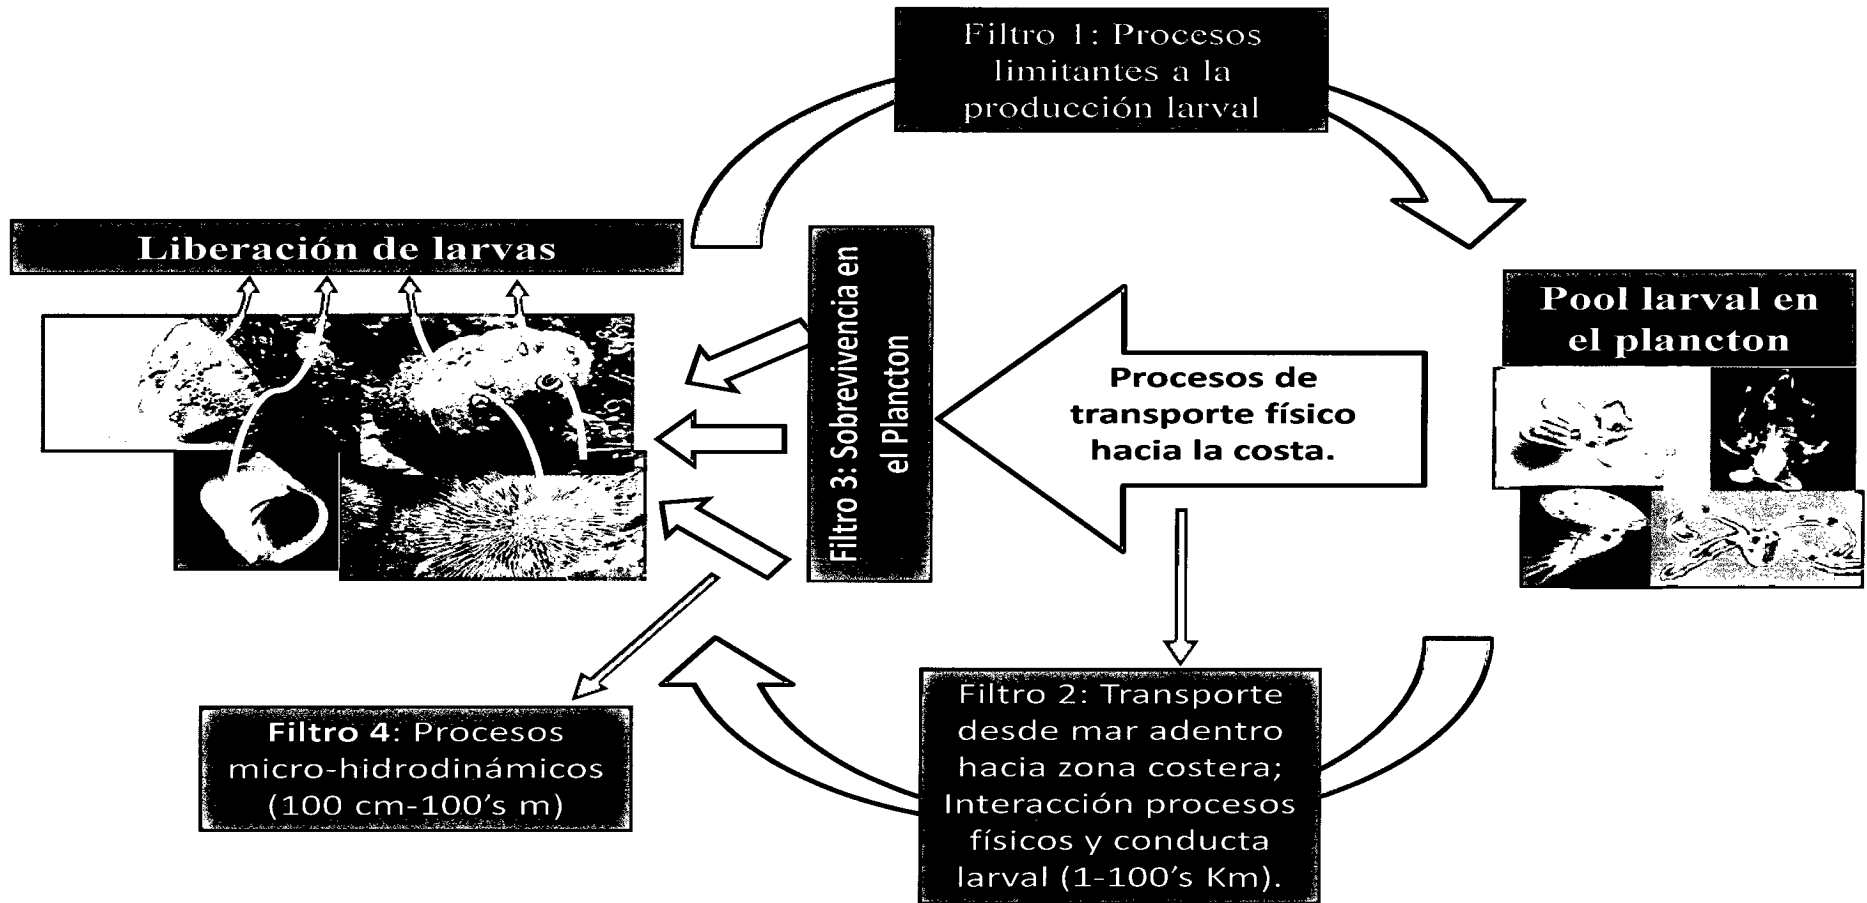 Filtro 1: Procesos
limitantes a la
producción larval
Liberación de larvas
Filtro 3: Sobrevivencia en
el Plancton
Procesos de
transporte físico
hacia la costa.
Pool larval en
el plancton
Filtro 4: Procesos
micro-hidrodinámicos
(100 cm-100's m)
Filtro 2: Transporte
desde mar adentro
hacia zona costera;
Interacción procesos
físicos y conducta
larval (1-100's Km).